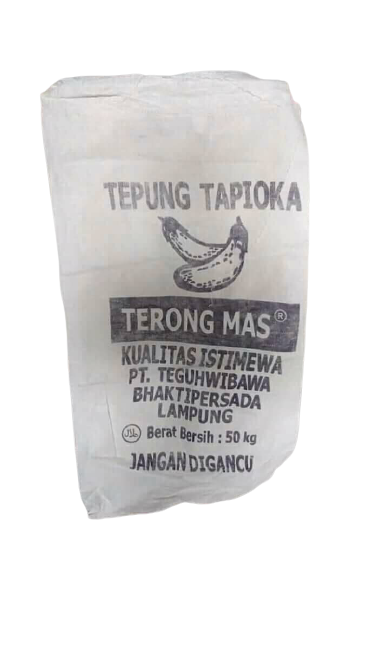 TEPUNG TAPIOKA
TERONG MAS®
KUALITAS ISTIMEWA
PT. TEGUHWIBAWA
BHAKTIPERSADA
LAMPUNG
Berat Bersih : 50 kg
JANGAN DIGANCU